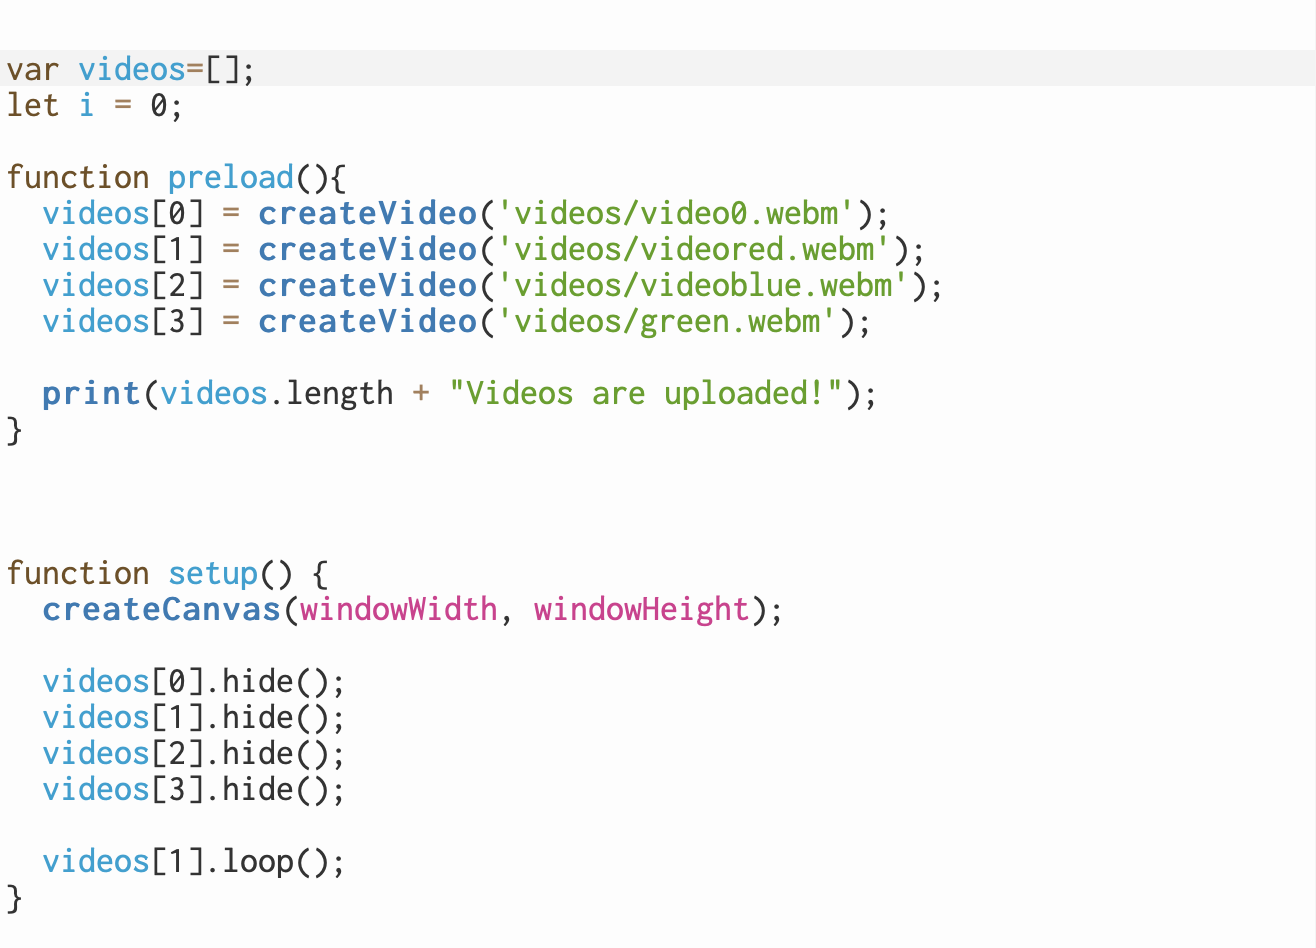 var videos=[];
let i = 0;
function preload(){
videos[0] = createVideo('videos/video0.webm');
videos[1] = createVideo('videos/videored.webm');
videos[2] = createVideo('videos/videoblue.webm');
videos[3] = createVideo('videos/green.webm');
print(videos.length + "Videos are uploaded!");
}
function setup() {
createCanvas(windowWidth, windowHeight);
videos[0].hide();
videos[1].hide();
videos[2].hide();
videos[3].hide();
videos[1].loop();
}